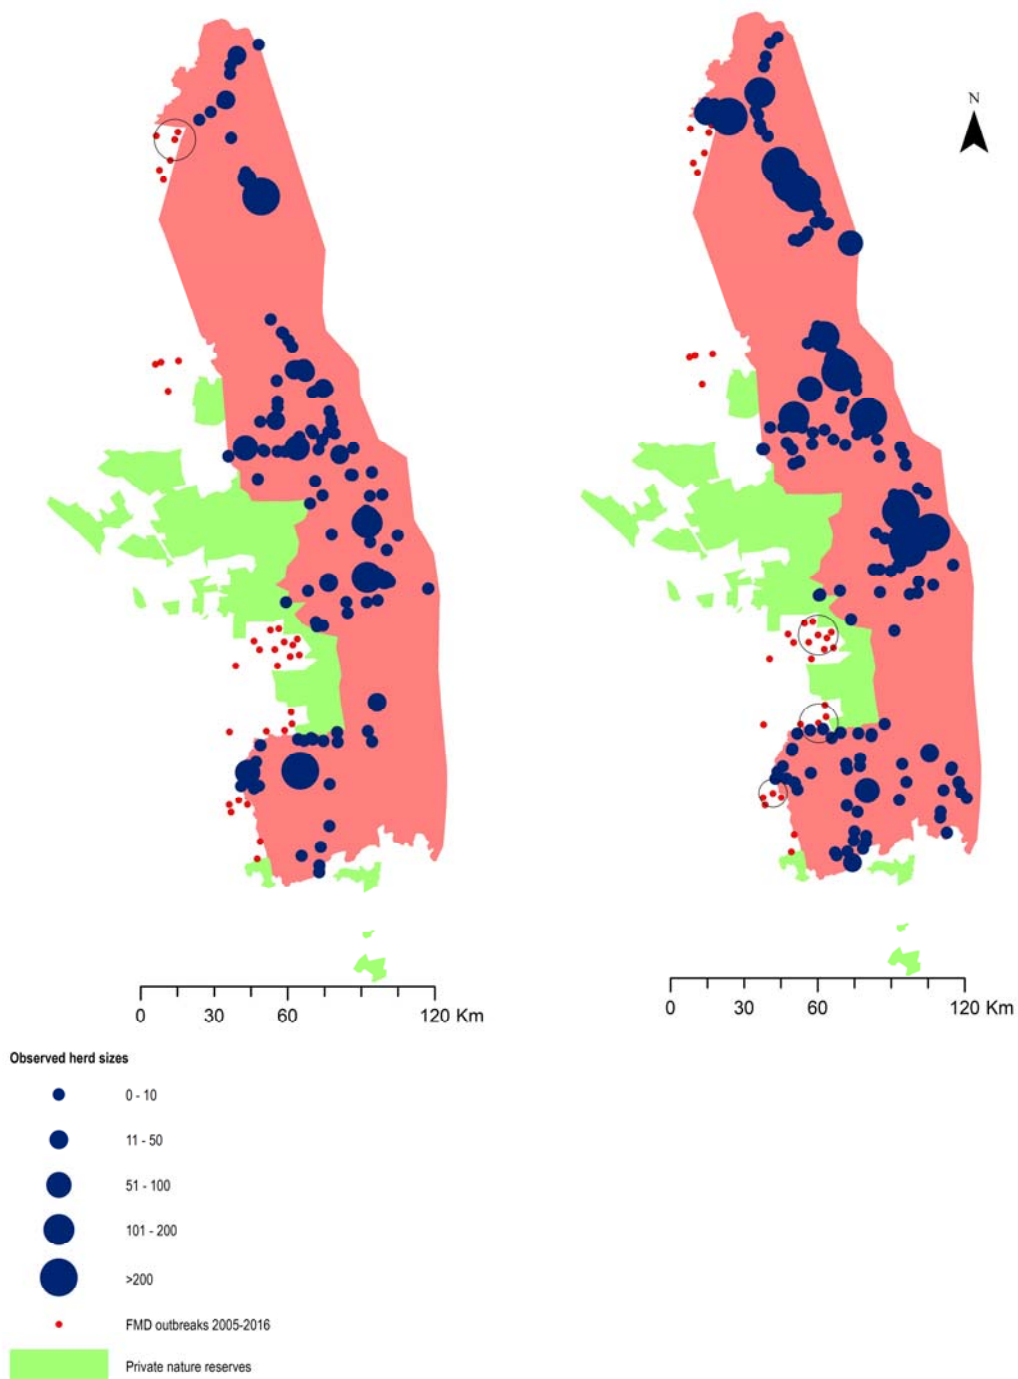 N
0 30 60 120 Km
0 30 60 120 Km
Observed herd sizes
0 - 10
11 - 50
51 - 100
101 - 200
>200
FMD outbreaks 2005-2016
Private nature reserves